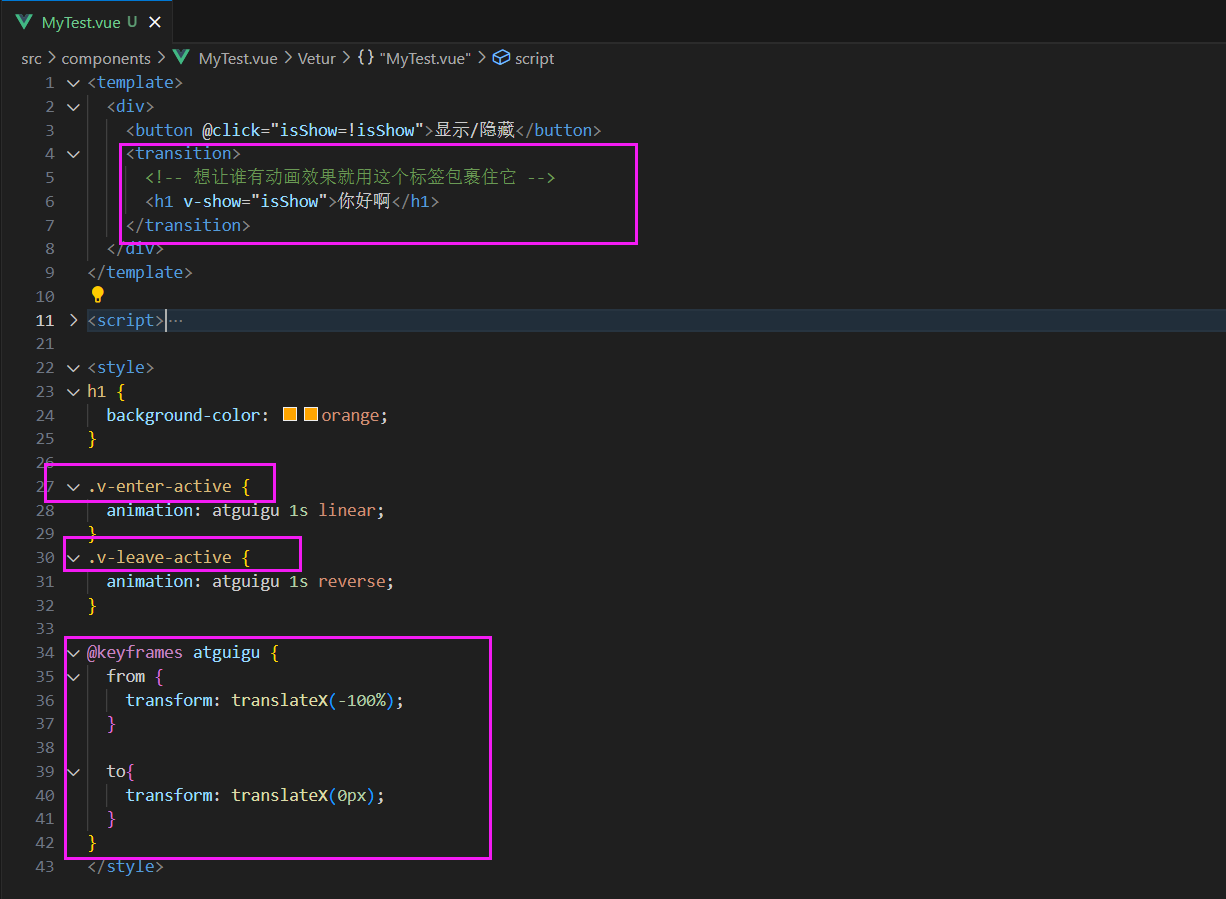 MyTest.vue U
src components MyTest.vue Vetur {} "MyTest.vue" script
1 <template>
2 <div>
3 <button @click="isShow=!isShow">显示/隐藏</button>
4 <transition>
5 <!-- 想让谁有动画效果就用这个标签包裹住它 -->
6 <h1 v-show="isShow">你好啊</h1>
7 </transition>
8 </div>
9 </template>
10
11 <script>…
21
22 <style>
23 h1 {
24 background-color: orange;
25 }
26
27 .v-enter-active {
28 animation: atguigu 1s linear;
29 }
30 .v-leave-active {
31 animation: atguigu 1s reverse;
32 }
33
34 @keyframes atguigu {
35 from {
36 transform: translateX(-100%);
37 }
38
39 to{
40 transform: translateX(0px);
41 }
42 }
43 </style>